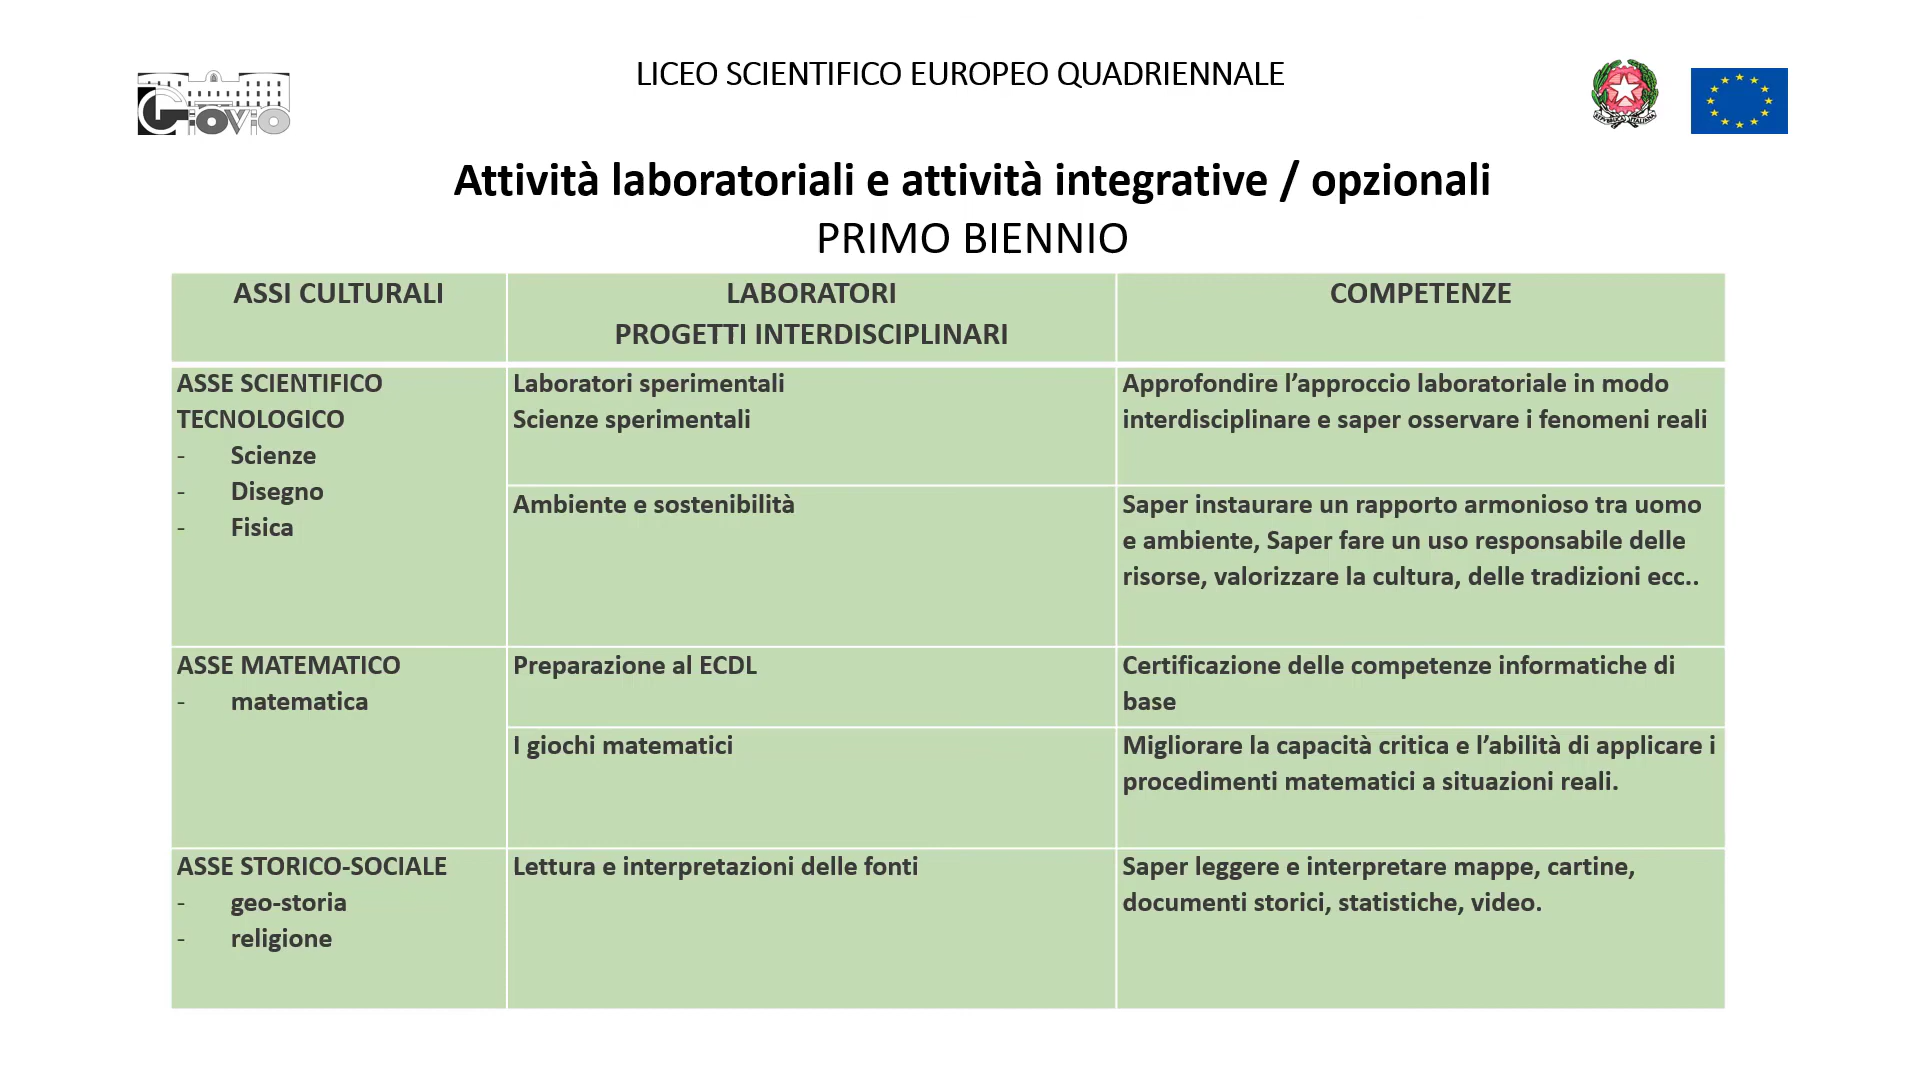 LICEO SCIENTIFICO EUROPEO QUADRIENNALE
Giovio
Attività laboratoriali e attività integrative / opzionali
PRIMO BIENNIO
ASSI CULTURALI
LABORATORI
PROGETTI INTERDISCIPLINARI
COMPETENZE
ASSE SCIENTIFICO
TECNOLOGICO
- Scienze
- Disegno
- Fisica
Laboratori sperimentali
Scienze sperimentali
Approfondire l’approccio laboratoriale in modo
interdisciplinare e saper osservare i fenomeni reali
Ambiente e sostenibilità
Saper instaurare un rapporto armonioso tra uomo
e ambiente, Saper fare un uso responsabile delle
risorse, valorizzare la cultura, delle tradizioni ecc..
ASSE MATEMATICO
- matematica
Preparazione al ECDL
Certificazione delle competenze informatiche di
base
I giochi matematici
Migliorare la capacità critica e l’abilità di applicare i
procedimenti matematici a situazioni reali.
ASSE STORICO-SOCIALE
- geo-storia
- religione
Lettura e interpretazioni delle fonti
Saper leggere e interpretare mappe, cartine,
documenti storici, statistiche, video.